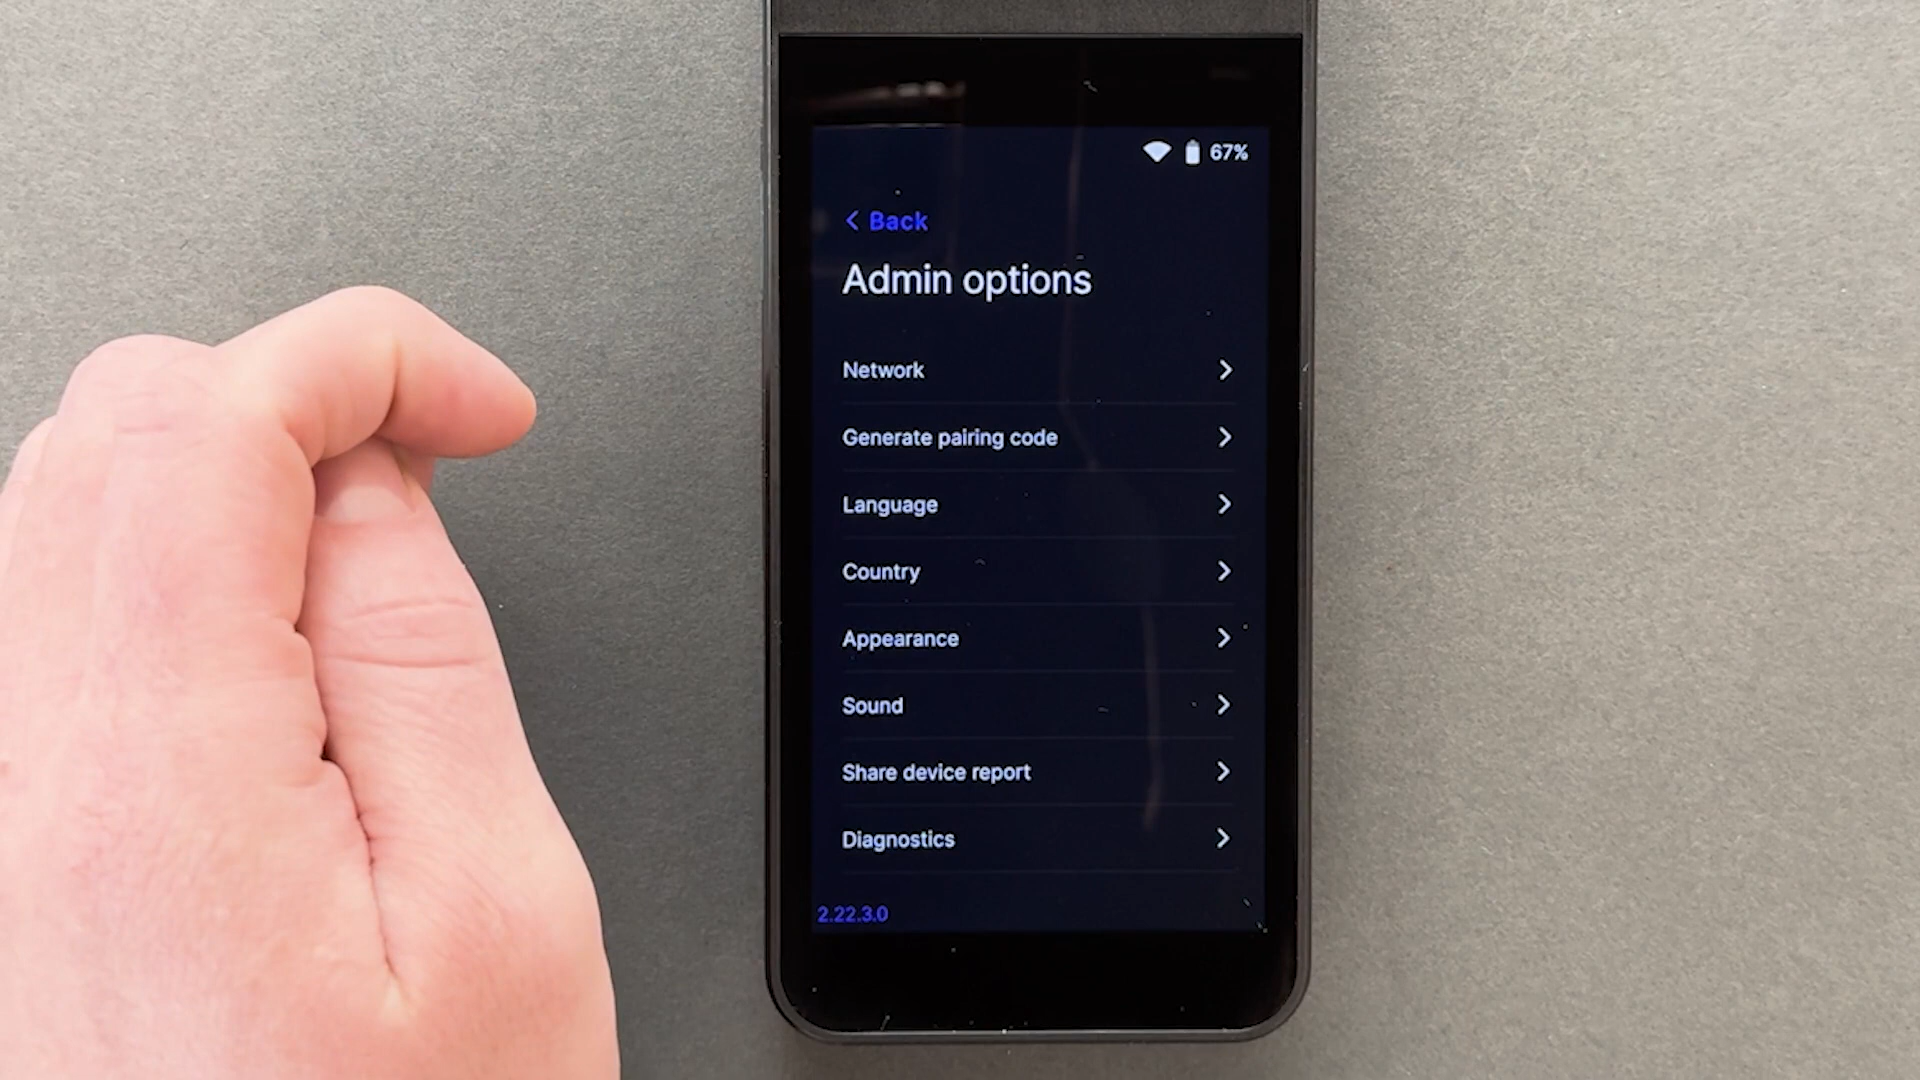 67%
Back
Admin options
Network
Generate pairing code
Language
Country
Appearance
Sound
Share device report
Diagnostics
2.22.3.0